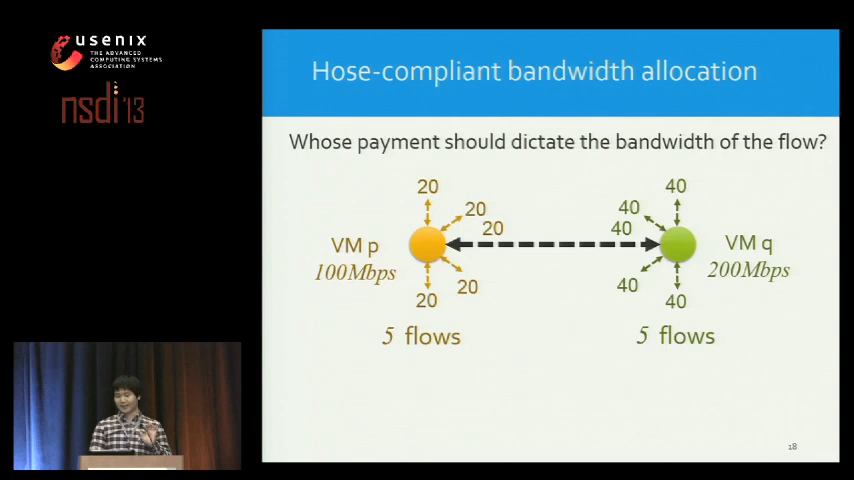 usenix
THE ADVANCED
COMPUTING SYSTEMS
ASSOCIATION
nsdi '13
Hose-compliant bandwidth allocation
Whose payment should dictate the bandwidth of the flow?
20
20
20
20
20
VM p
100Mbps
5 flows
40
40
40
40
40
VM q
200Mbps
5 flows
18